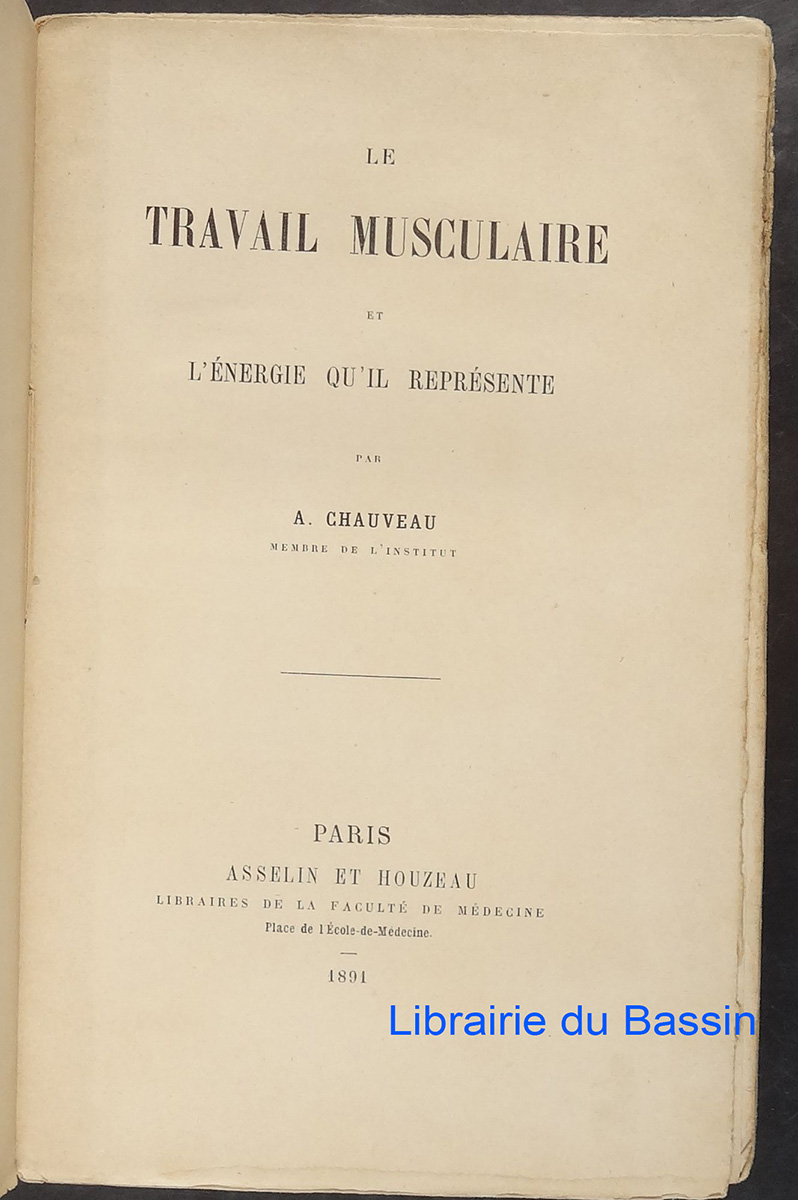 LE
TRAVAIL MUSCULAIRE
ET
L'ÉNERGIE QU'IL REPRÉSENTE
PAR
A. CHAUVEAU
MEMBRE DE L'INSTITUT
PARIS
ASSELIN ET HOUZEAU
LIBRAIRES DE LA FACULTÉ DE MÉDECINE
Place de l'École-de-Médecine.
1891
Librairie du Bassin